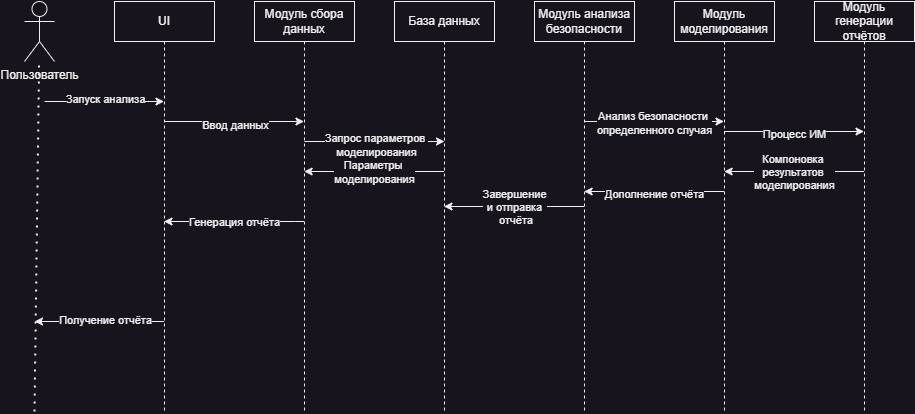 UI
Модуль сбора
данных
База данных
Модуль анализа
безопасности
Модуль
моделирования
Модуль
генерации
отчётов
Пользователь
Запуск анализа
Ввод данных
Анализ безопасности
определенного случая
Процесс ИМ
Запрос параметров
моделирования
Параметры
моделирования
Компоновка
результатов
моделирования
Дополнение отчёта
Завершение
и отправка
отчёта
Генерация отчёта
Получение отчёта